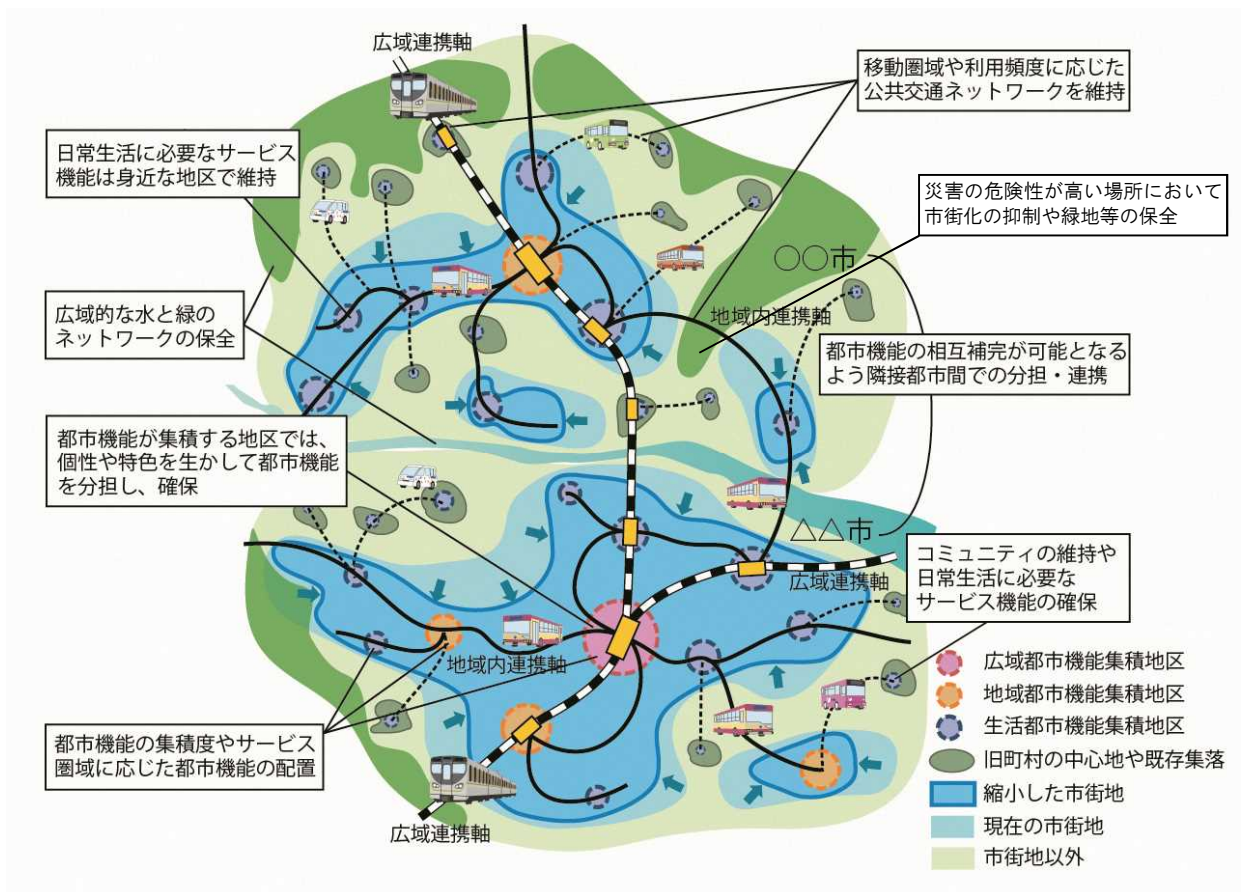 広域連携軸
移動圏域や利用頻度に応じた
公共交通ネットワークを維持
日常生活に必要なサービス
機能は身近な地区で維持
災害の危険性が高い場所において
市街化の抑制や緑地等の保全
○○市
広域的な水と緑の
ネットワークの保全
地域内連携軸
都市機能の相互補完が可能となる
よう隣接都市間での分担・連携
都市機能が集積する地区では、
個性や特色を生かして都市機能
を分担し、確保
△△市
広域連携軸
コミュニティの維持や
日常生活に必要な
サービス機能の確保
地域内連携軸
都市機能の集積度やサービス
圏域に応じた都市機能の配置
広域連携軸
広域都市機能集積地区
地域都市機能集積地区
生活都市機能集積地区
旧町村の中心地や既存集落
縮小した市街地
現在の市街地
市街地以外